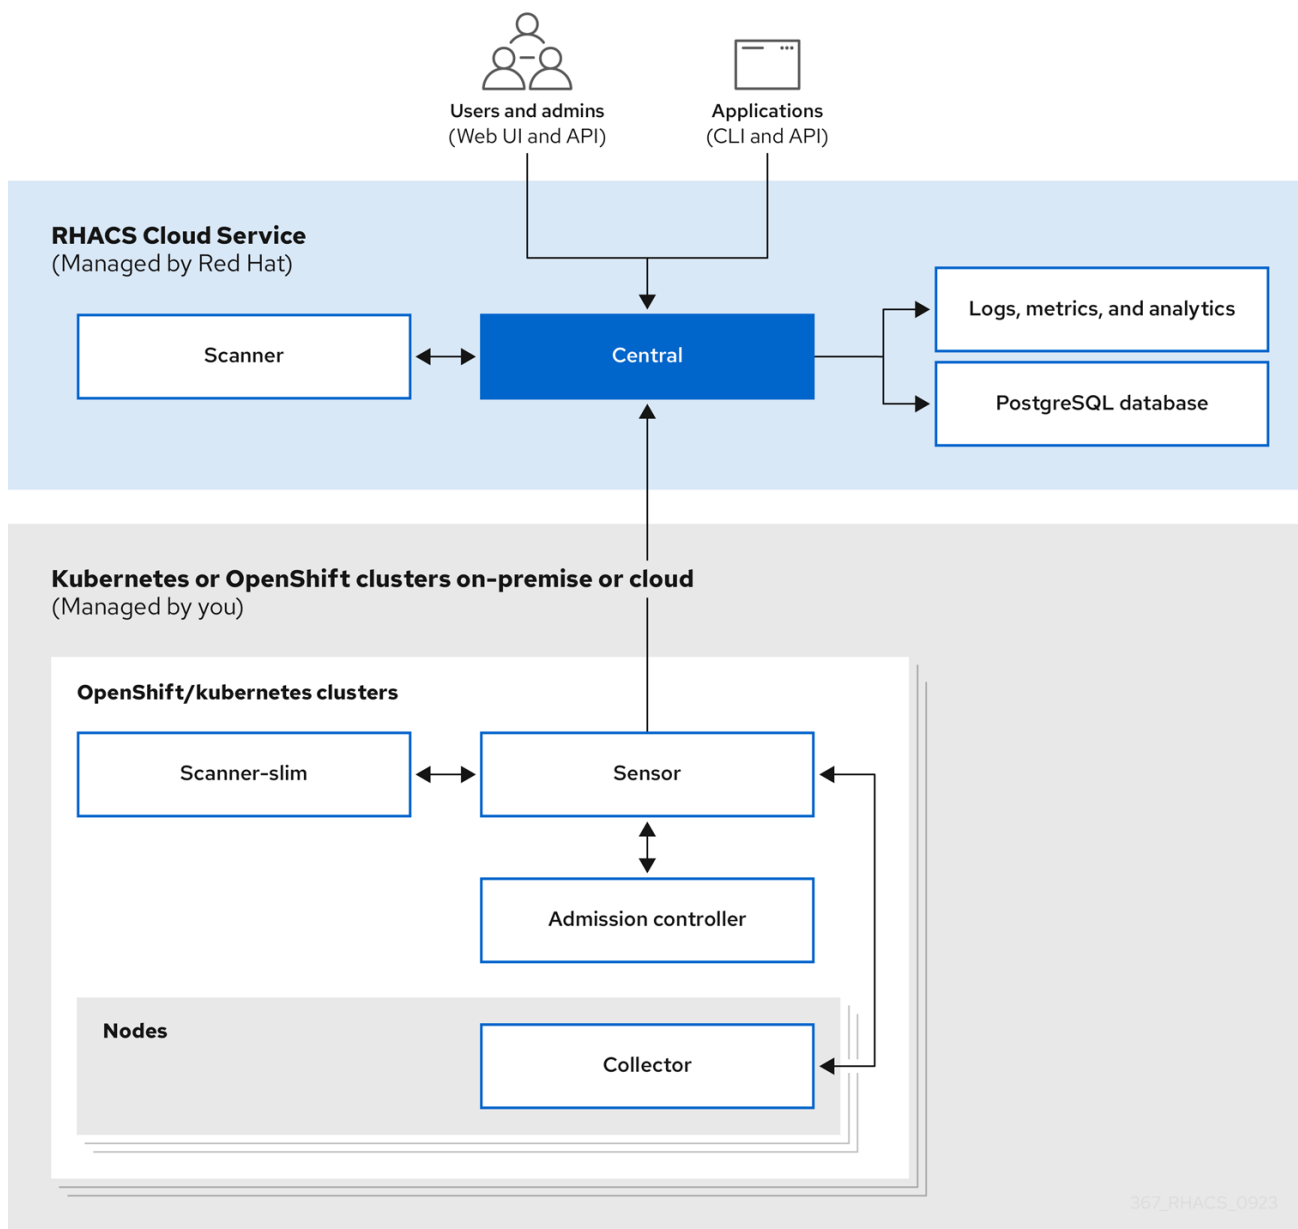 Users and admins
(Web UI and API)
Applications
(CLI and API)
RHACS Cloud Service
(Managed by Red Hat)
Scanner
Central
Logs, metrics, and analytics
PostgreSQL database
Kubernetes or OpenShift clusters on-premise or cloud
(Managed by you)
OpenShift/kubernetes clusters
Scanner-slim
Sensor
Admission controller
Nodes
Collector
367_RHACS_0923